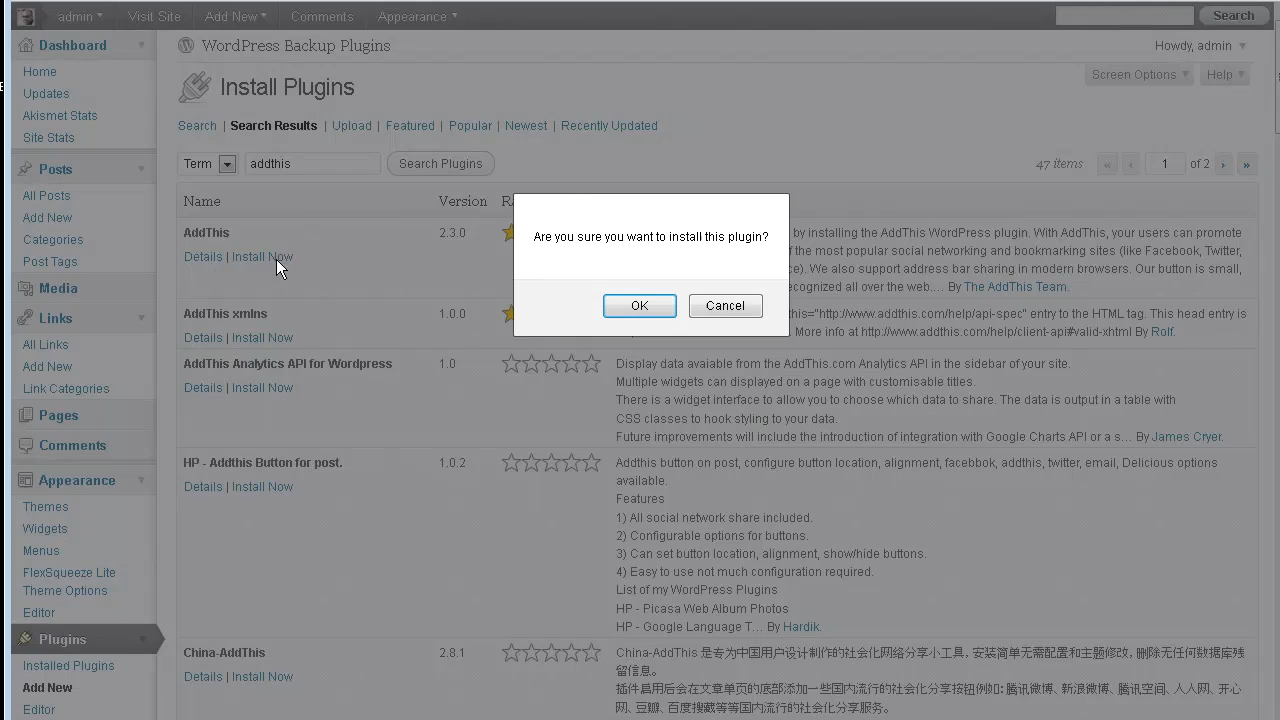 admin Visit Site Add New Comments Appearance Search
WordPress Backup Plugins Howdy, admin
Install Plugins Screen Options Help
Search | Search Results | Upload | Featured | Popular | Newest | Recently Updated
Term addthis Search Plugins 47 items « ‹ 1 of 2 › »
Dashboard
Home
Updates
Akismet Stats
Site Stats
Posts
All Posts
Add New
Categories
Post Tags
Media
Links
All Links
Add New
Link Categories
Pages
Comments
Appearance
Themes
Widgets
Menus
FlexSqueeze Lite
Theme Options
Editor
Plugins
Installed Plugins
Add New
Editor
Name Version
AddThis 2.3.0 by installing the AddThis WordPress plugin. With AddThis, your users can promote
Details | Install Now the most popular social networking and bookmarking sites (like Facebook, Twitter,
We also support address bar sharing in modern browsers. Our button is small,
recognized all over the web.... By The AddThis Team.
Are you sure you want to install this plugin?
OK Cancel
AddThis xmlns 1.0.0 "http://www.addthis.com/help/api-spec" entry to the HTML tag. This head entry is
Details | Install Now More info at http://www.addthis.com/help/client-api#valid-xhtml By Rolf.
AddThis Analytics API for Wordpress 1.0 Display data avaiable from the AddThis.com Analytics API in the sidebar of your site.
Multiple widgets can displayed on a page with customisable titles.
Details | Install Now There is a widget interface to allow you to choose which data to share. The data is output in a table with
CSS classes to hook styling to your data.
Future improvements will include the introduction of integration with Google Charts API or a s... By James Cryer.
HP - Addthis Button for post. 1.0.2 Addthis button on post, configure button location, alignment, facebbok, addthis, twitter, email, Delicious options
Details | Install Now available.
Features
1) All social network share included.
2) Configurable options for buttons.
3) Can set button location, alignment, show/hide buttons.
4) Easy to use not much configuration required.
List of my WordPress Plugins
HP - Picasa Web Album Photos
HP - Google Language T... By Hardik.
China-AddThis 2.8.1 China-AddThis 是专为中国用户设计制作的社会化网络分享小工具，安装简单无需配置和主题修改，删除无任何数据库残
Details | Install Now 留信息。
插件启用后会在文章单页的底部添加一些国内流行的社会化分享按扭例如：腾讯微博、新浪微博、腾讯空间、人人网、开心
网、豆瓣、百度搜藏等等国内流行的社会化分享服务。